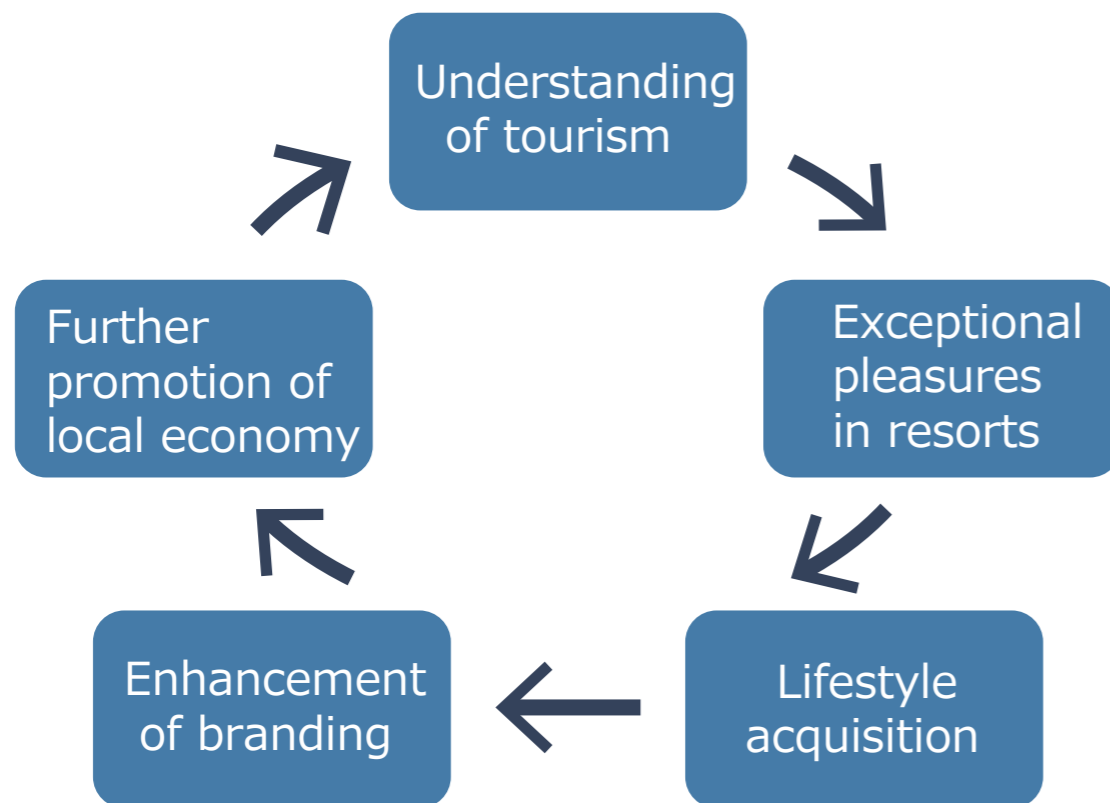 Understanding
of tourism
Exceptional
pleasures
in resorts
Lifestyle
acquisition
Enhancement
of branding
Further
promotion of
local economy